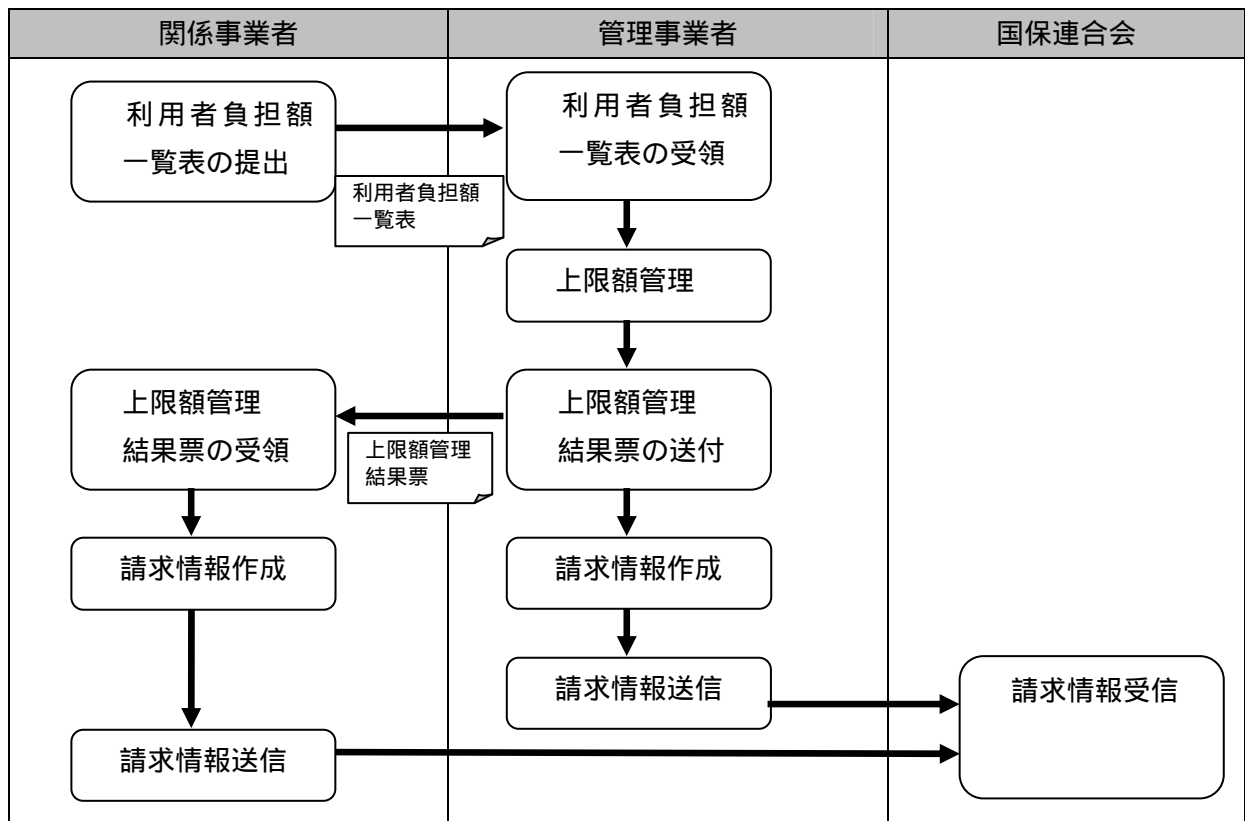 関係事業者
管理事業者
国保連合会
利用者負担額
一覧表の提出
利用者負担額
一覧表の受領
利用者負担額
一覧表
上限額管理
上限額管理
結果票の受領
上限額管理
結果票の送付
上限額管理
結果票
請求情報作成
請求情報作成
請求情報送信
請求情報受信
請求情報送信